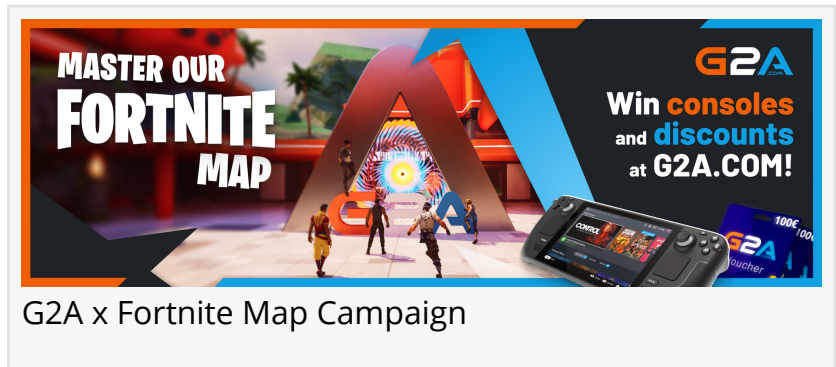 MASTER OUR
FORTNITE
MAP
G2A
G2A
.COM
Win consoles
and discounts
at G2A.COM!
CONTROL
100€
G2A
Voucher
G2A x Fortnite Map Campaign